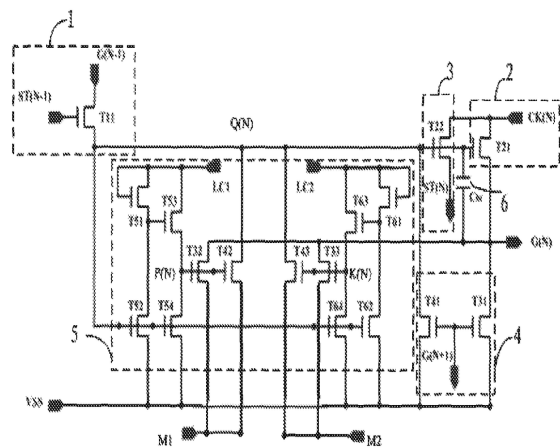 1
G(N-1)
ST(N-1)
T11
Q(N)
3
2
T22
CK(N)
T21
ST(N)
6
LC1
LC2
T51
T53
T63
T61
G(N)
T32
T42
T43
T33
P(N)
K(N)
T52
T54
T64
T62
T41
T31
5
G(N+1)
4
VSS
M1
M2